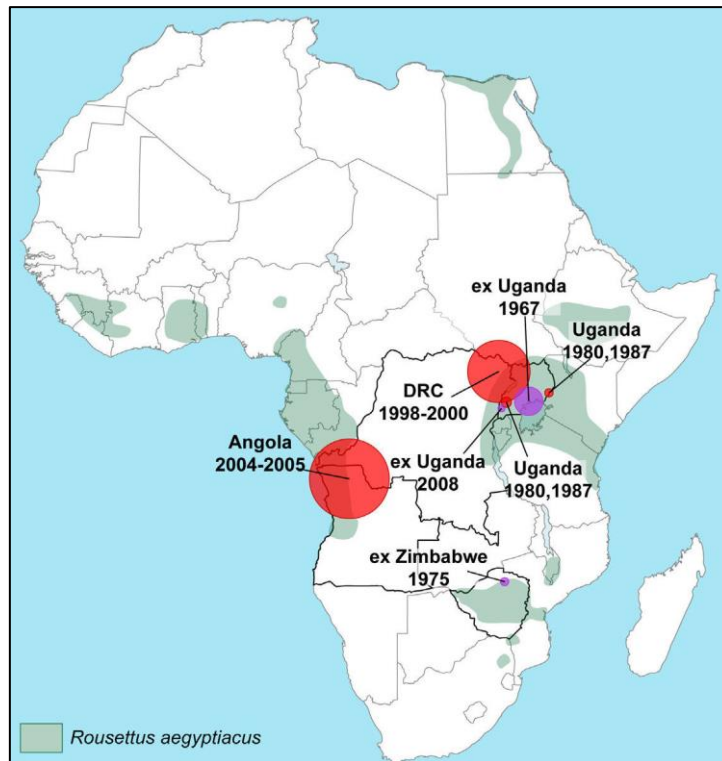 ex Uganda
1967
Uganda
1980,1987
DRC
1998-2000
Angola
2004-2005
ex Uganda
2008
Uganda
1980,1987
ex Zimbabwe
1975
Rousettus aegyptiacus